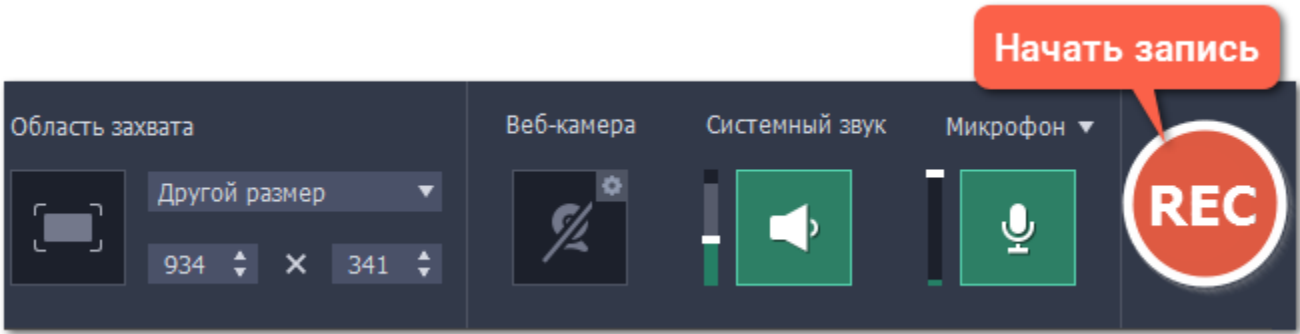 Начать запись
Область захвата
Веб-камера
Системный звук
Микрофон
Другой размер
934 × 341
REC